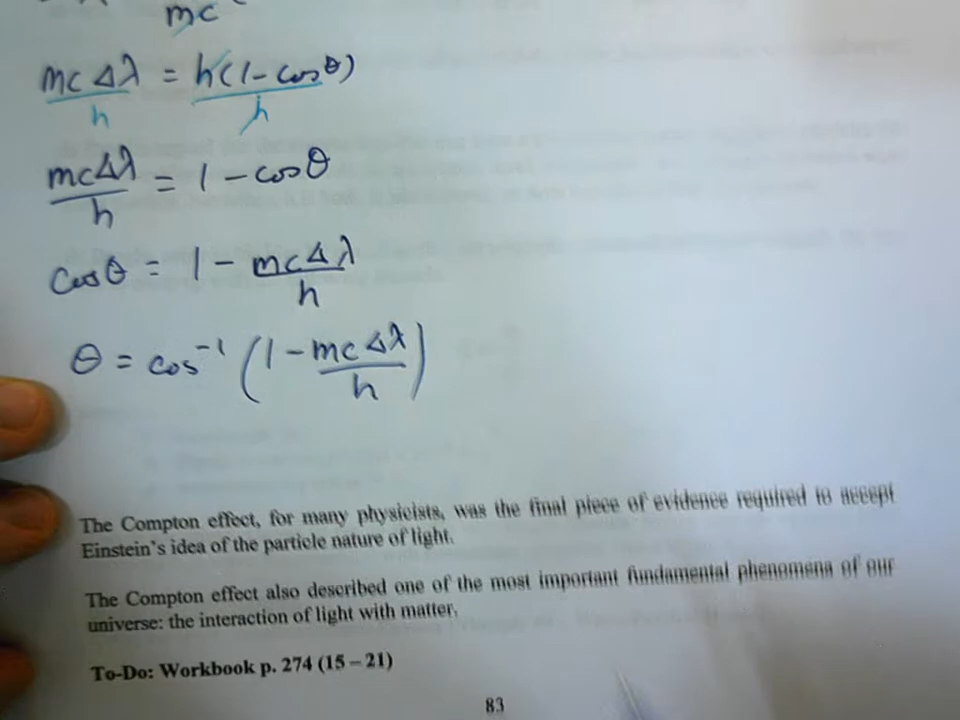 mc
mcΔλ/h = h(1-cosθ)/h
mcΔλ/h = 1-cosθ
cosθ = 1 - mcΔλ/h
θ = cos⁻¹(1 - mcΔλ/h)
The Compton effect, for many physicists, was the final piece of evidence required to accept
Einstein's idea of the particle nature of light.
The Compton effect also described one of the most important fundamental phenomena of our
universe: the interaction of light with matter.
To-Do: Workbook p. 274 (15 – 21)
83